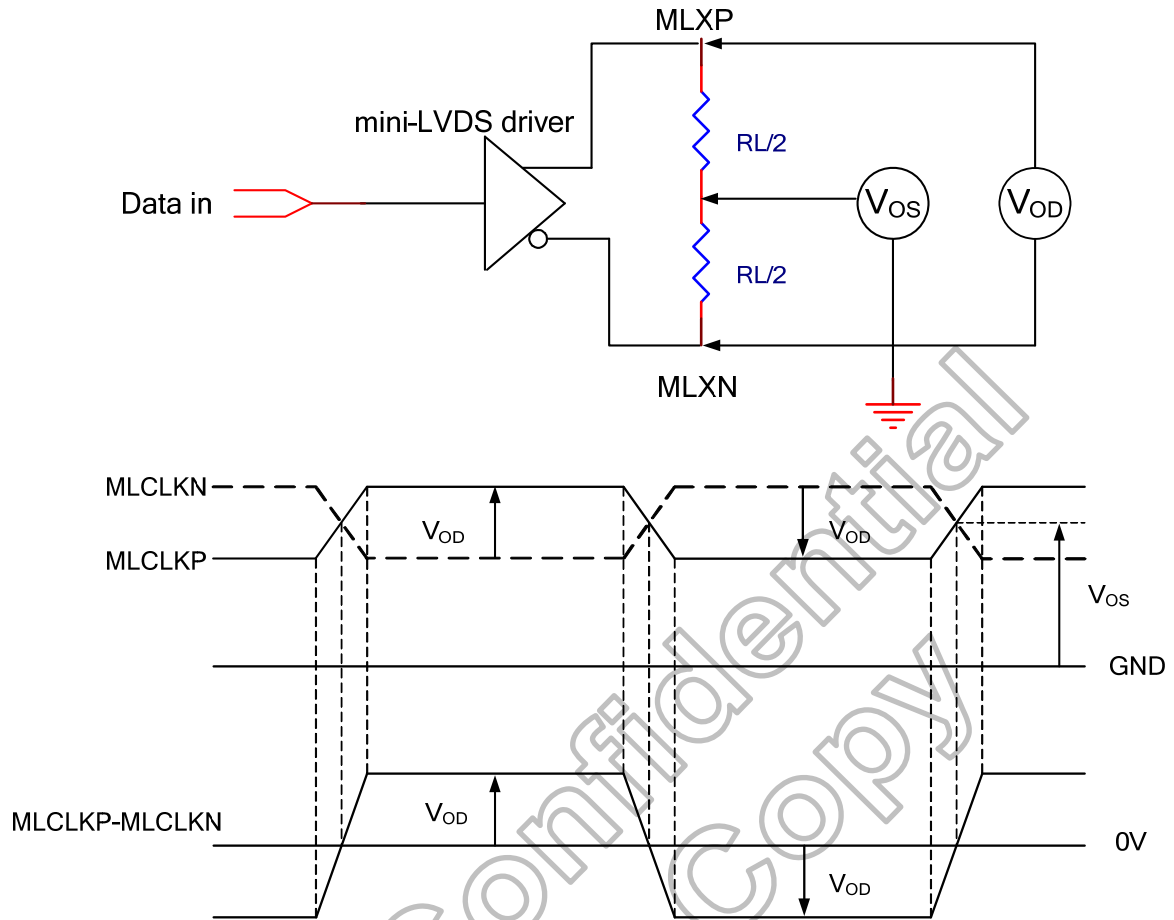 MLXP
mini-LVDS driver
RL/2
Data in
VOS
VOD
RL/2
MLXN
MLCLKN
VOD
VOD
MLCLKP
VOS
GND
VOD
MLCLKP-MLCLKN
0V
VOD
Confidential
Copy